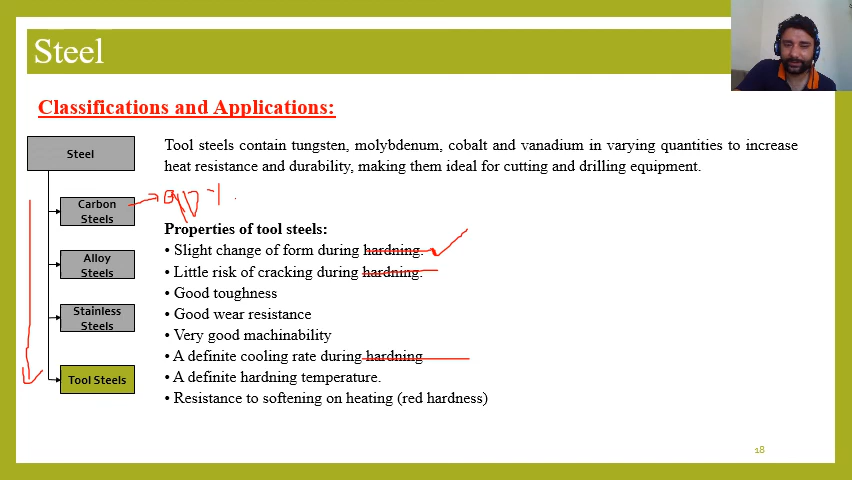 Steel
Classifications and Applications:
Steel
Carbon
Steels
Alloy
Steels
Stainless
Steels
Tool Steels
Tool steels contain tungsten, molybdenum, cobalt and vanadium in varying quantities to increase
heat resistance and durability, making them ideal for cutting and drilling equipment.
Properties of tool steels:
• Slight change of form during hardning.
• Little risk of cracking during hardning.
• Good toughness
• Good wear resistance
• Very good machinability
• A definite cooling rate during hardning
• A definite hardning temperature.
• Resistance to softening on heating (red hardness)
18